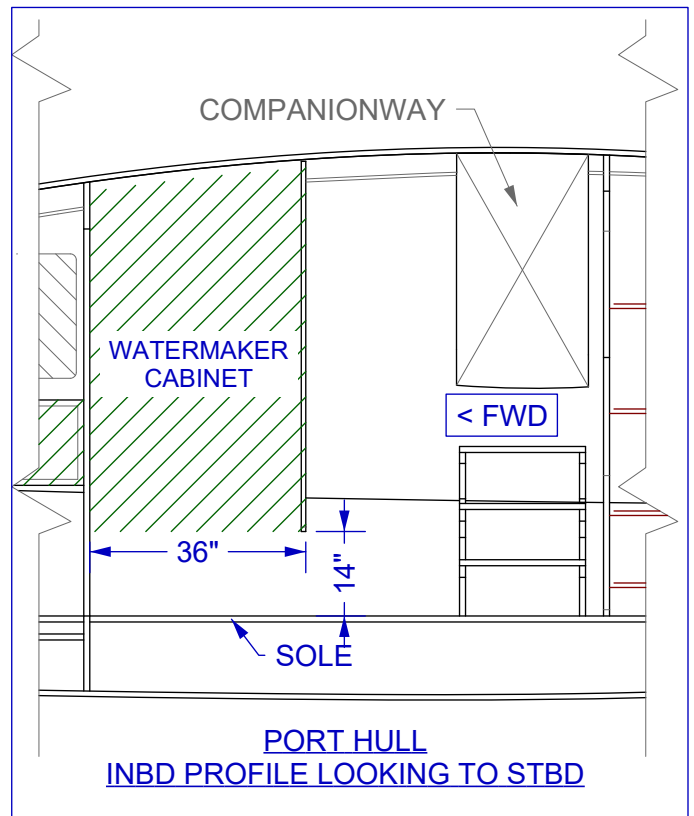 COMPANIONWAY
WATERMAKER
CABINET
< FWD
36"
14"
SOLE
PORT HULL
INBD PROFILE LOOKING TO STBD